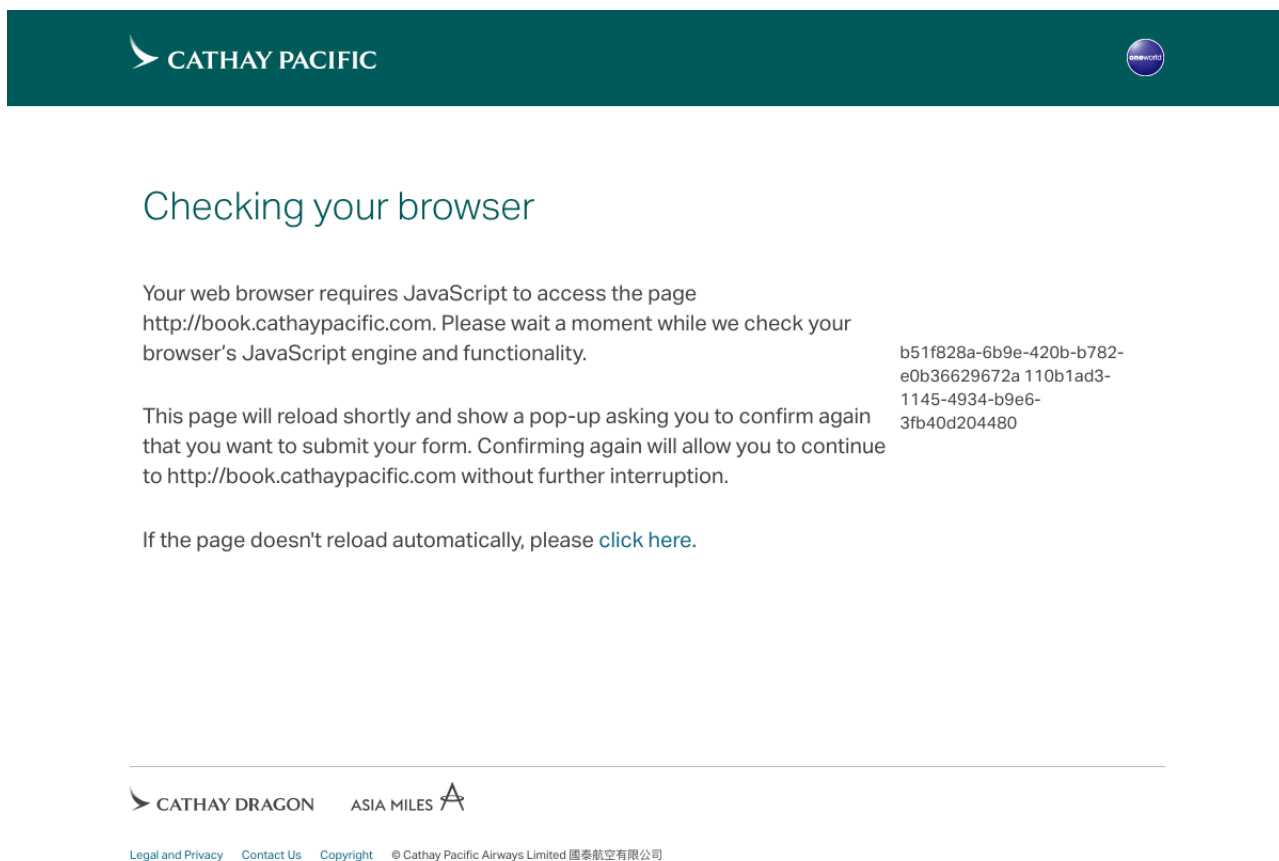 CATHAY PACIFIC
oneworld
Checking your browser
Your web browser requires JavaScript to access the page
http://book.cathaypacific.com. Please wait a moment while we check your
browser’s JavaScript engine and functionality.
This page will reload shortly and show a pop-up asking you to confirm again
that you want to submit your form. Confirming again will allow you to continue
to http://book.cathaypacific.com without further interruption.
If the page doesn't reload automatically, please click here.
b51f828a-6b9e-420b-b782-
e0b36629672a 110b1ad3-
1145-4934-b9e6-
3fb40d204480
CATHAY DRAGON ASIA MILES
Legal and Privacy Contact Us Copyright © Cathay Pacific Airways Limited 國泰航空有限公司